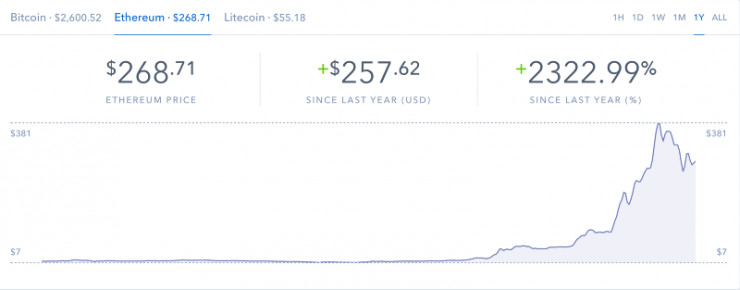 Bitcoin · $2,600.52 Ethereum · $268.71 Litecoin · $55.18 1H 1D 1W 1M 1Y ALL
$268.71 +$257.62 +2322.99%
ETHEREUM PRICE SINCE LAST YEAR (USD) SINCE LAST YEAR (%)
$381 $381
$7 $7